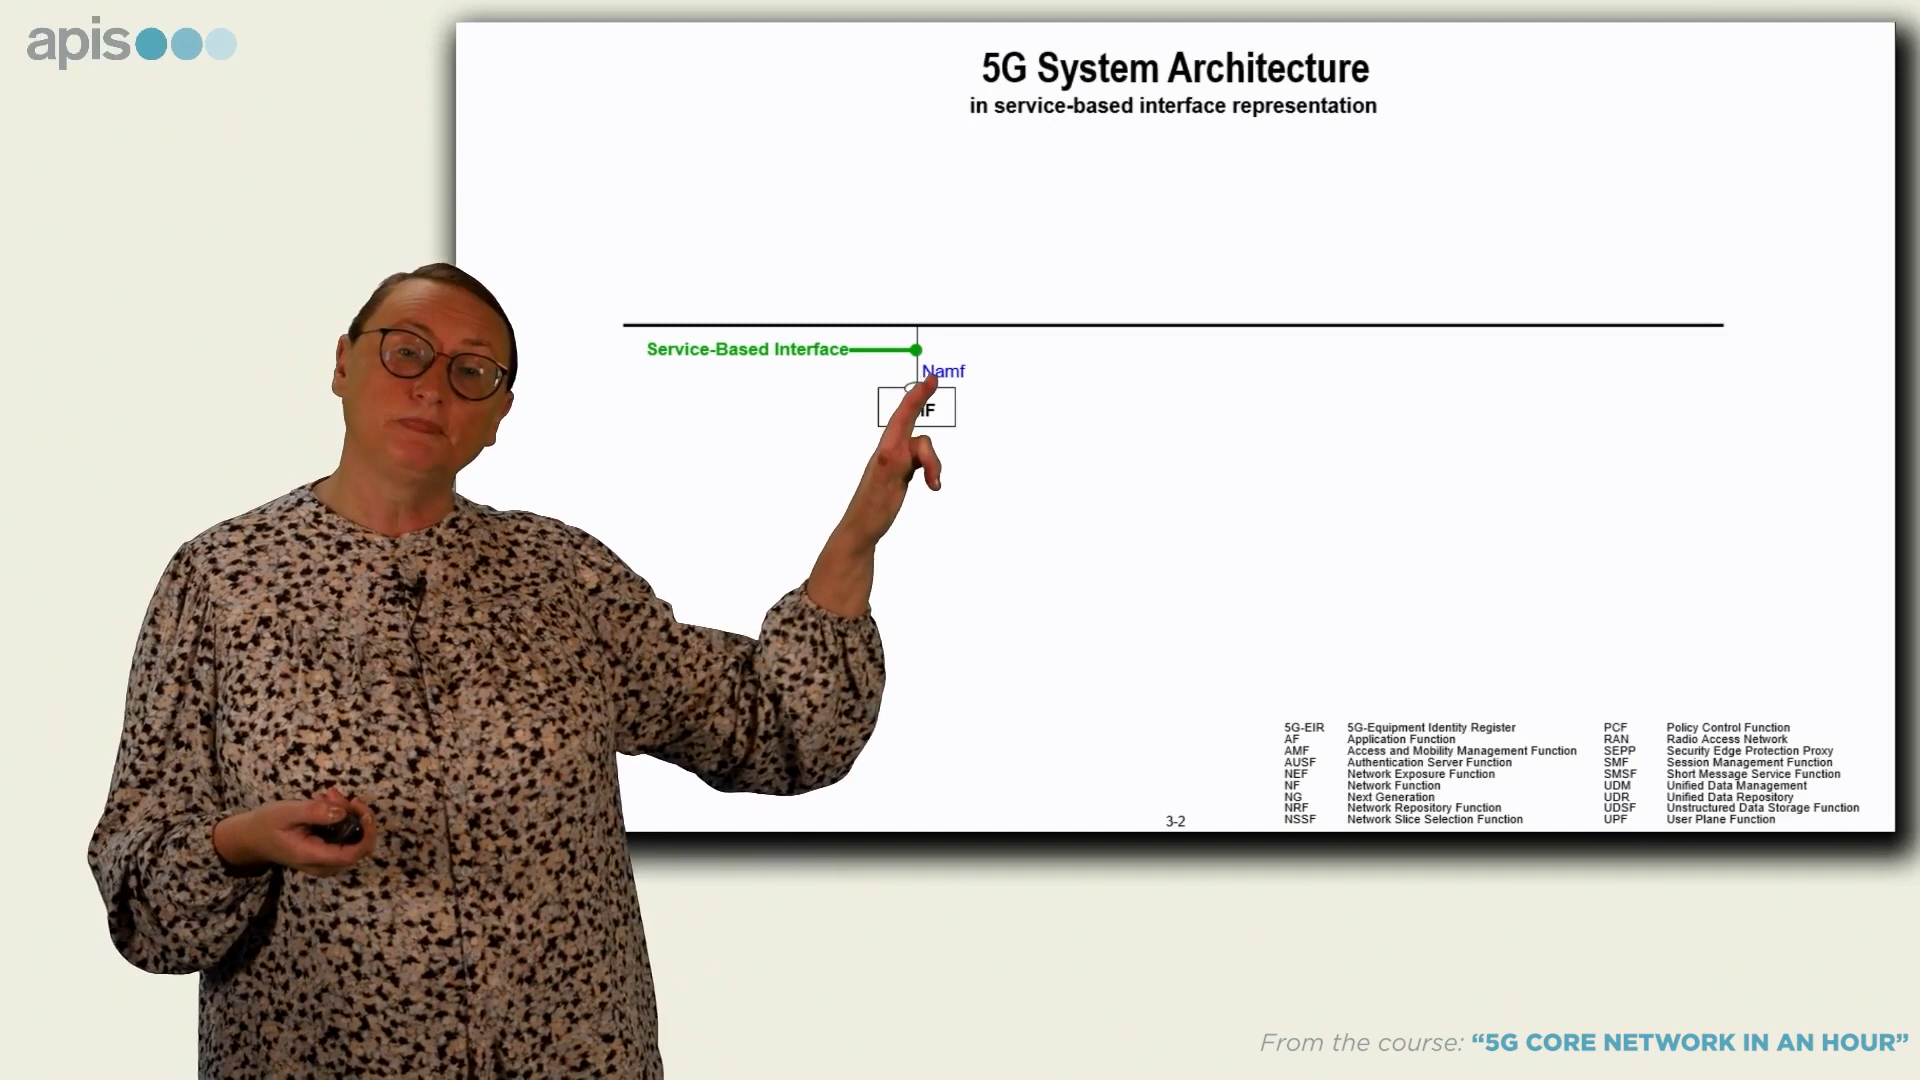 apis
5G System Architecture
in service-based interface representation
Service-Based Interface
Namf
5G-EIR 5G-Equipment Identity Register
AF Application Function
AMF Access and Mobility Management Function
AUSF Authentication Server Function
NEF Network Exposure Function
NF Network Function
NG Next Generation
NRF Network Repository Function
NSSF Network Slice Selection Function
PCF Policy Control Function
RAN Radio Access Network
SEPP Security Edge Protection Proxy
SMF Session Management Function
SMSF Short Message Service Function
UDM Unified Data Management
UDR Unified Data Repository
UDSF Unstructured Data Storage Function
UPF User Plane Function
3-2
From the course: “5G CORE NETWORK IN AN HOUR”